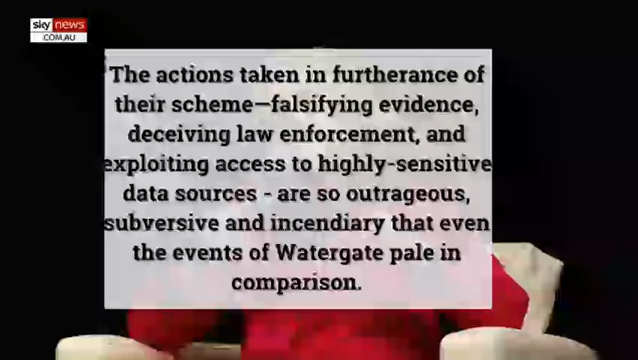 sky news
.COM.AU
The actions taken in furtherance of
their scheme—falsifying evidence,
deceiving law enforcement, and
exploiting access to highly-sensitive
data sources - are so outrageous,
subversive and incendiary that even
the events of Watergate pale in
comparison.